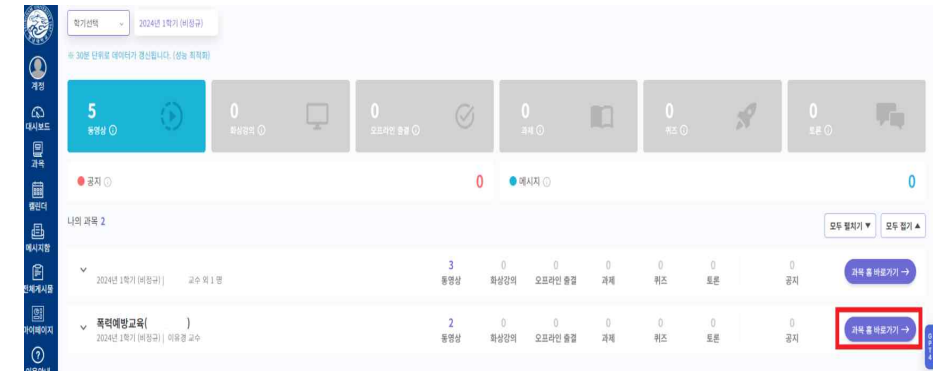 학기선택
2024년 1학기 (비정규)
※ 30분 단위로 데이터가 갱신됩니다. (성능 최적화)
계정
대시보드
과목
캘린더
메시지함
전체게시물
마이페이지
이용안내
5
동영상
0
화상강의
0
오프라인 출결
0
과제
0
퀴즈
0
토론
공지
0
메시지
0
나의 과목 2
모두 펼치기 ▼
모두 접기 ▲
2024년 1학기 (비정규) | 교수 외 1 명
3 0 0 0 0 0 0
동영상 화상강의 오프라인 출결 과제 퀴즈 토론 공지
과목 홈 바로가기 →
폭력예방교육( )
2024년 1학기 (비정규) | 이유경 교수
2 0 0 0 0 0 0
동영상 화상강의 오프라인 출결 과제 퀴즈 토론 공지
과목 홈 바로가기 →
GPT4